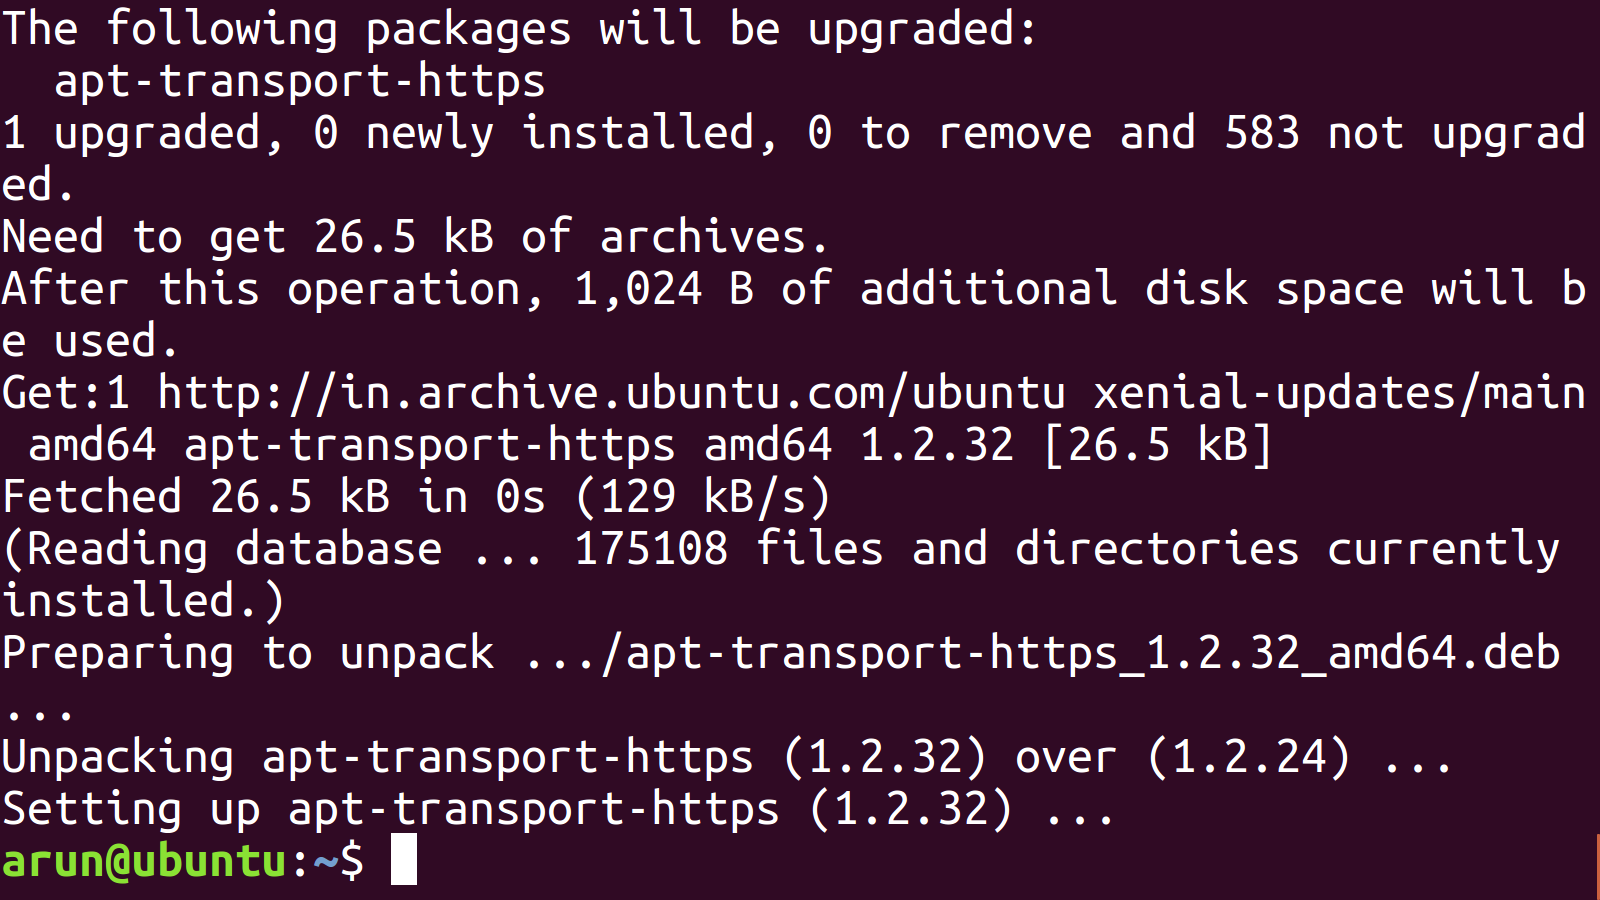 The following packages will be upgraded:
  apt-transport-https
1 upgraded, 0 newly installed, 0 to remove and 583 not upgrad
ed.
Need to get 26.5 kB of archives.
After this operation, 1,024 B of additional disk space will b
e used.
Get:1 http://in.archive.ubuntu.com/ubuntu xenial-updates/main
 amd64 apt-transport-https amd64 1.2.32 [26.5 kB]
Fetched 26.5 kB in 0s (129 kB/s)
(Reading database ... 175108 files and directories currently
installed.)
Preparing to unpack .../apt-transport-https_1.2.32_amd64.deb
...
Unpacking apt-transport-https (1.2.32) over (1.2.24) ...
Setting up apt-transport-https (1.2.32) ...
arun@ubuntu:~$